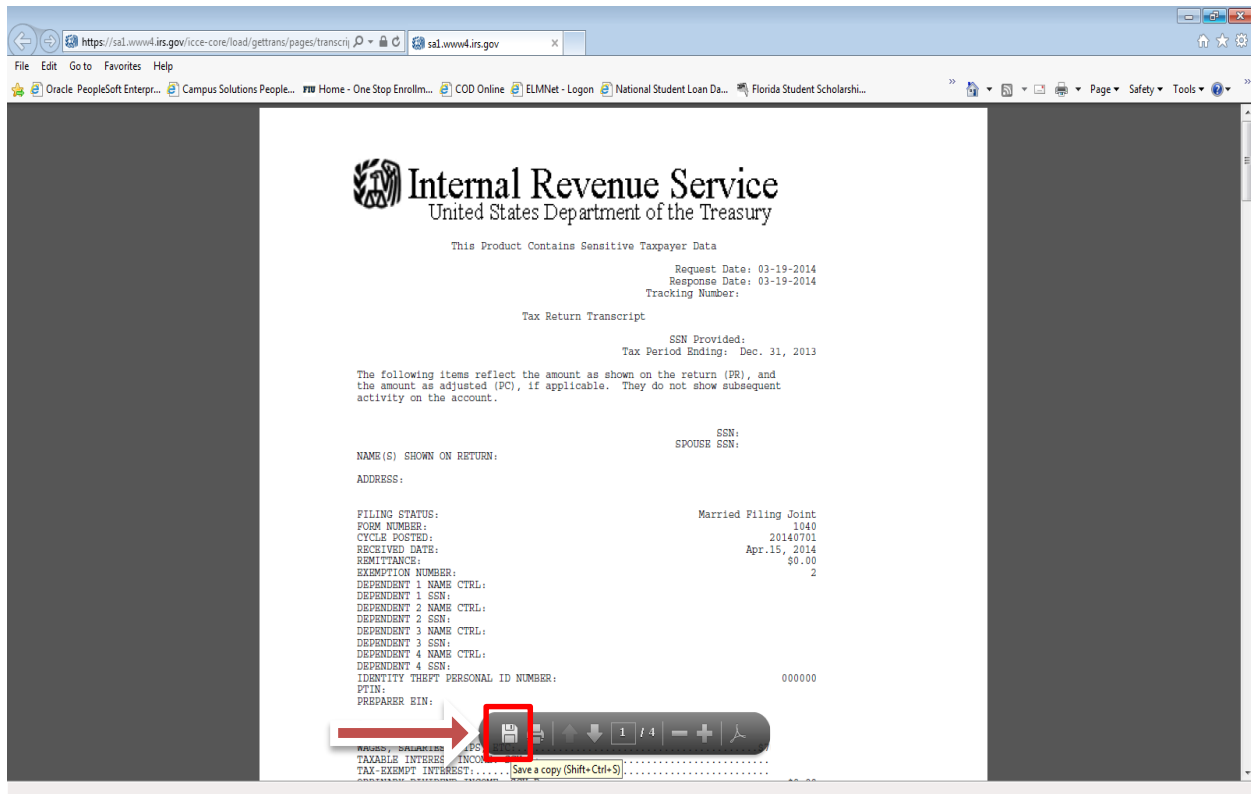 https://sa1.www4.irs.gov/icce-core/load/gettrans/pages/transcrip
sa1.www4.irs.gov
File Edit Go to Favorites Help
Oracle PeopleSoft Enterpr... Campus Solutions People... FIU Home - One Stop Enrollm... COD Online ELMNet - Logon National Student Loan Da... Florida Student Scholarshi... » Page Safety Tools »
Internal Revenue Service
United States Department of the Treasury
This Product Contains Sensitive Taxpayer Data
Request Date: 03-19-2014
Response Date: 03-19-2014
Tracking Number:
Tax Return Transcript
SSN Provided:
Tax Period Ending: Dec. 31, 2013
The following items reflect the amount as shown on the return (PR), and
the amount as adjusted (PC), if applicable. They do not show subsequent
activity on the account.
SSN:
SPOUSE SSN:
NAME(S) SHOWN ON RETURN:
ADDRESS:
FILING STATUS: Married Filing Joint
FORM NUMBER: 1040
CYCLE POSTED: 20140701
RECEIVED DATE: Apr.15, 2014
REMITTANCE: $0.00
EXEMPTION NUMBER: 2
DEPENDENT 1 NAME CTRL:
DEPENDENT 1 SSN:
DEPENDENT 2 NAME CTRL:
DEPENDENT 2 SSN:
DEPENDENT 3 NAME CTRL:
DEPENDENT 3 SSN:
DEPENDENT 4 NAME CTRL:
DEPENDENT 4 SSN:
IDENTITY THEFT PERSONAL ID NUMBER: 000000
PTIN:
PREPARER EIN:
1 / 4
WAGES, SALARIES
TAXABLE INTEREST INCOME:
TAX-EXEMPT INTEREST:
Save a copy (Shift+Ctrl+S)